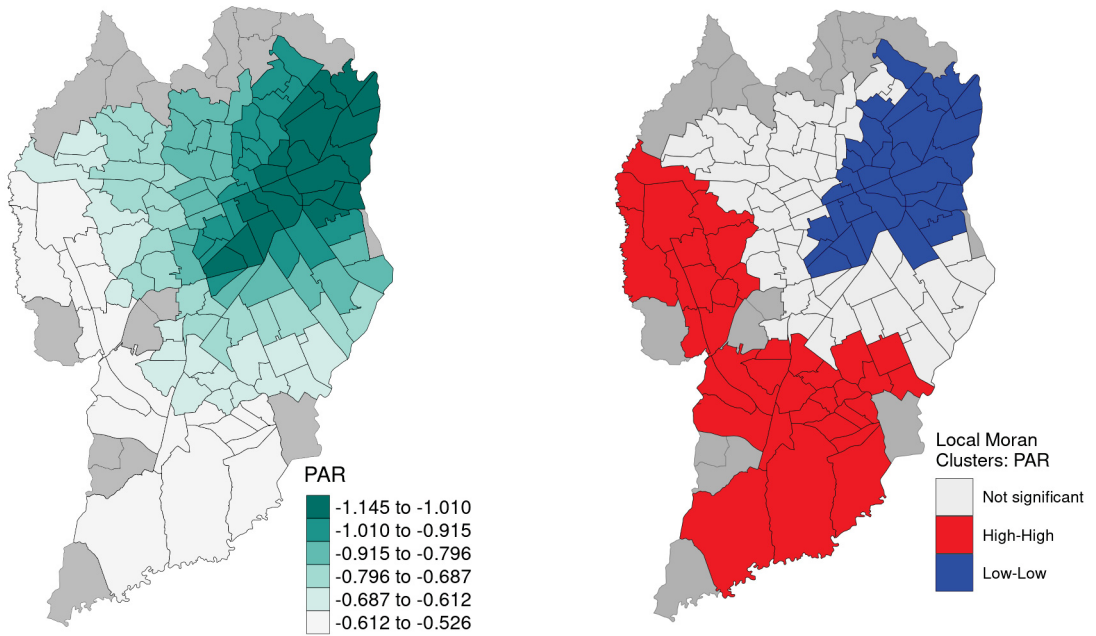 PAR
-1.145 to -1.010
-1.010 to -0.915
-0.915 to -0.796
-0.796 to -0.687
-0.687 to -0.612
-0.612 to -0.526
Local Moran
Clusters: PAR
Not significant
High-High
Low-Low